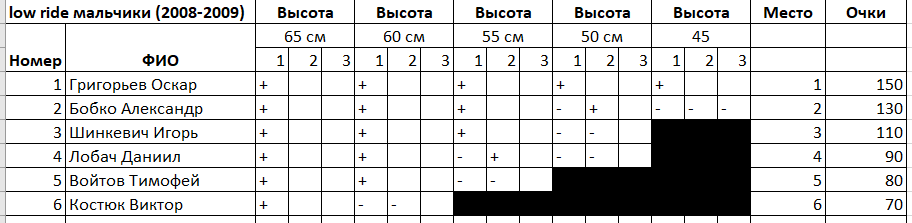 low ride мальчики (2008-2009) Высота Высота Высота Высота Высота Место Очки
65 см 60 см 55 см 50 см 45
Номер ФИО 1 2 3 1 2 3 1 2 3 1 2 3 1 2 3
1 Григорьев Оскар + + + + + 1 150
2 Бобко Александр + + + - + - - - 2 130
3 Шинкевич Игорь + + + - - 3 110
4 Лобач Даниил + + - + - - 4 90
5 Войтов Тимофей + + - - 5 80
6 Костюк Виктор + - - 6 70